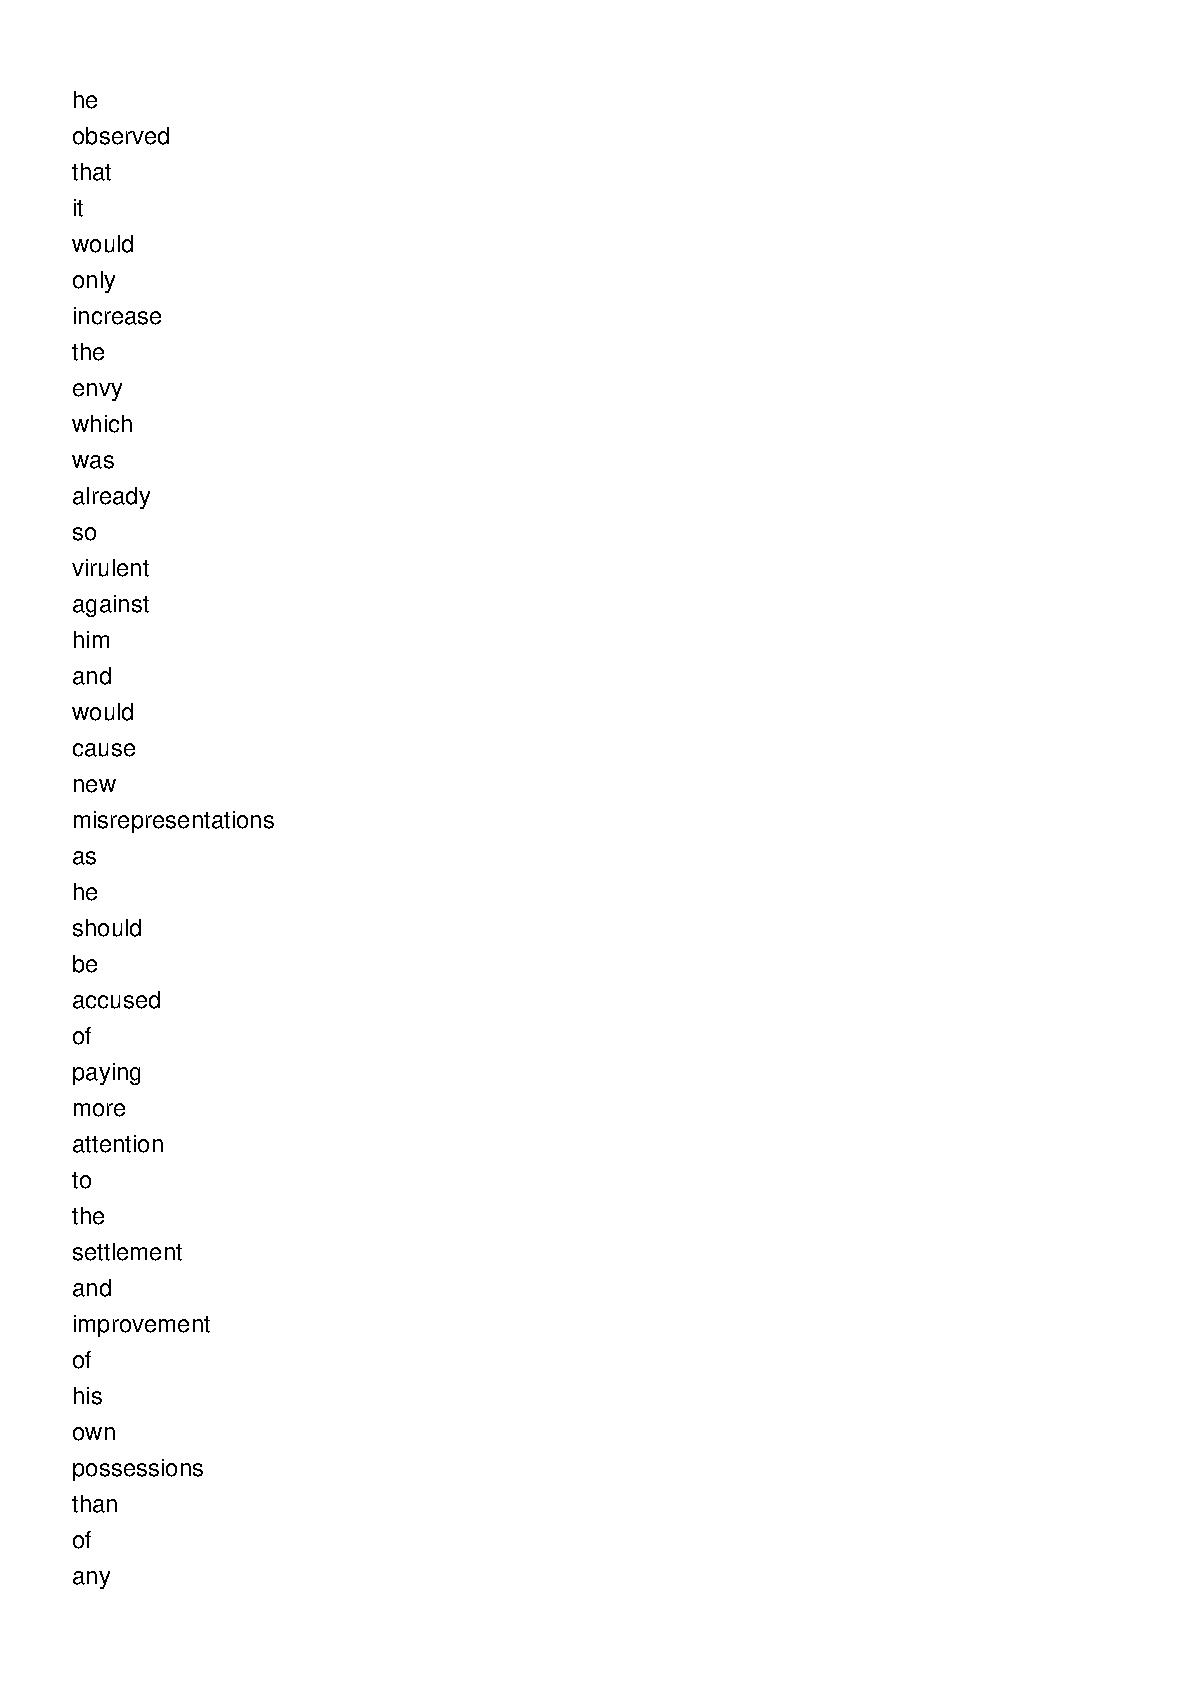 he
observed
that
it
would
only
increase
the
envy
which
was
already
so
virulent
against
him
and
would
cause
new
misrepresentations
as
he
should
be
accused
of
paying
more
attention
to
the
settlement
and
improvement
of
his
own
possessions
than
of
any